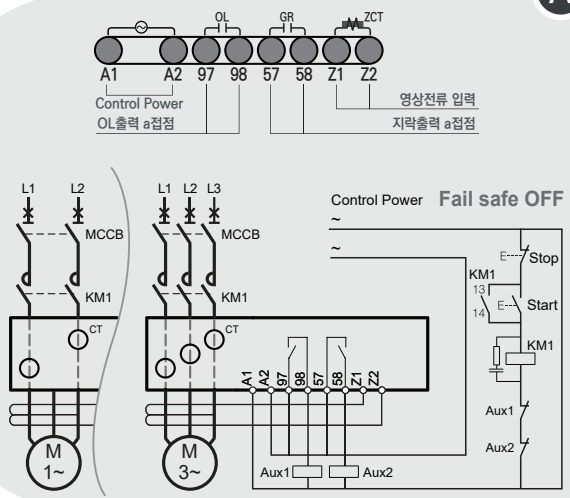 OL
GR
ZCT
A1 A2 97 98 57 58 Z1 Z2
Control Power
영상전류 입력
OL출력 a접점
지락출력 a접점
L1 L2
L1 L2 L3
Control Power Fail safe OFF
~
~
MCCB
MCCB
E
Stop
KM1
13
14
E
Start
KM1
KM1
KM1
CT
CT
A1
A2
97
98
57
58
Z1
Z2
Aux1
Aux2
M
1~
M
3~
Aux1
Aux2